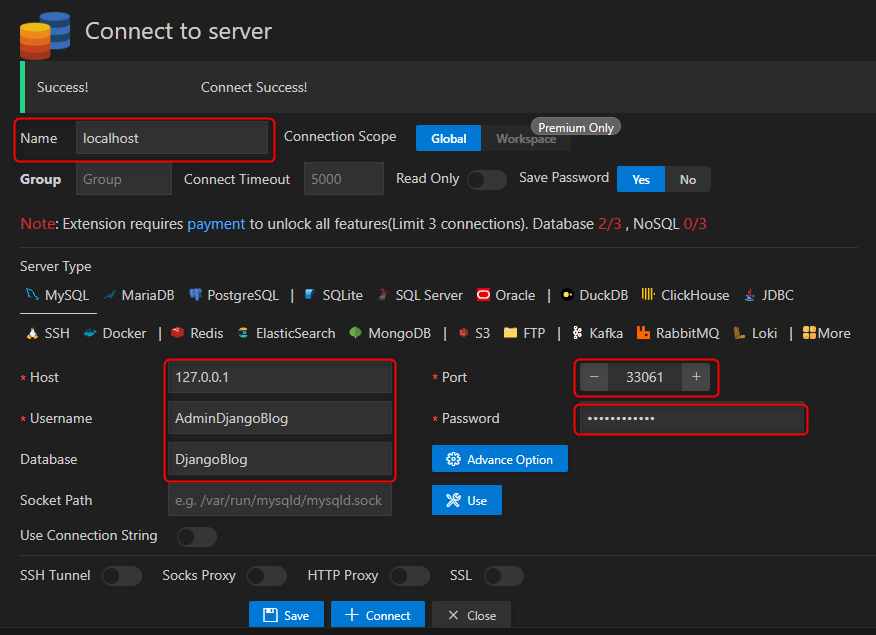 Connect to server
Success! Connect Success!
Name localhost Connection Scope Global Workspace Premium Only
Group Group Connect Timeout 5000 Read Only Save Password Yes No
Note: Extension requires payment to unlock all features(Limit 3 connections). Database 2/3 , NoSQL 0/3
Server Type
MySQL MariaDB PostgreSQL | SQLite SQL Server Oracle | DuckDB ClickHouse JDBC
SSH Docker | Redis ElasticSearch MongoDB | S3 FTP | Kafka RabbitMQ Loki | More
* Host 127.0.0.1 * Port − 33061 +
* Username AdminDjangoBlog * Password ••••••••••••
Database DjangoBlog Advance Option
Socket Path e.g. /var/run/mysqld/mysqld.sock Use
Use Connection String
SSH Tunnel Socks Proxy HTTP Proxy SSL
Save + Connect × Close